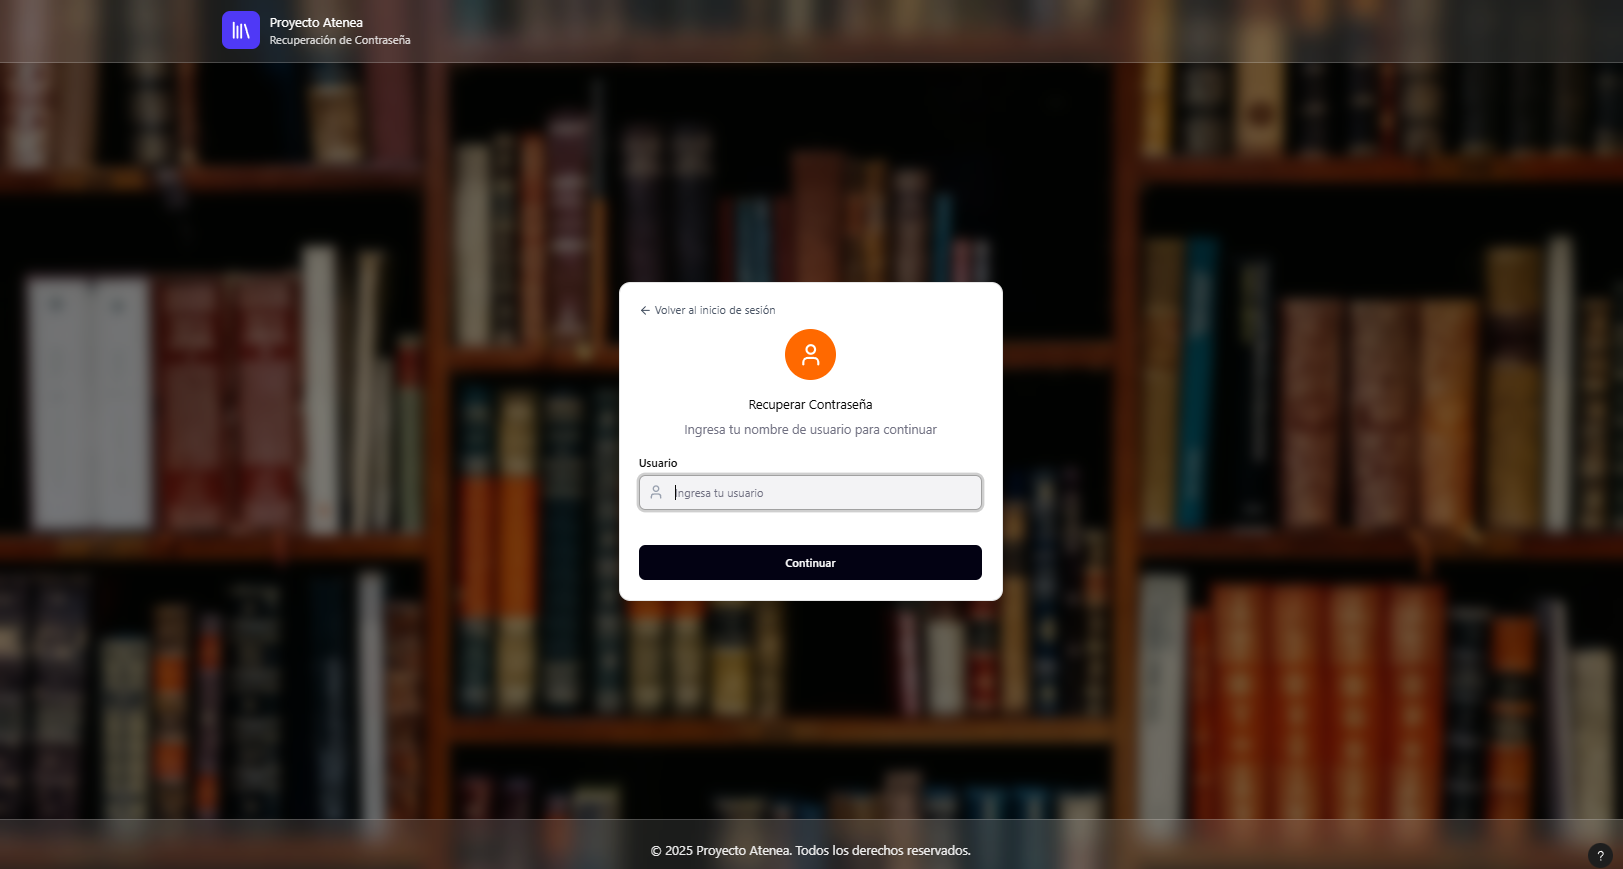 Proyecto Atenea
Recuperación de Contraseña
← Volver al inicio de sesión
Recuperar Contraseña
Ingresa tu nombre de usuario para continuar
Usuario
Ingresa tu usuario
Continuar
© 2025 Proyecto Atenea. Todos los derechos reservados.
?